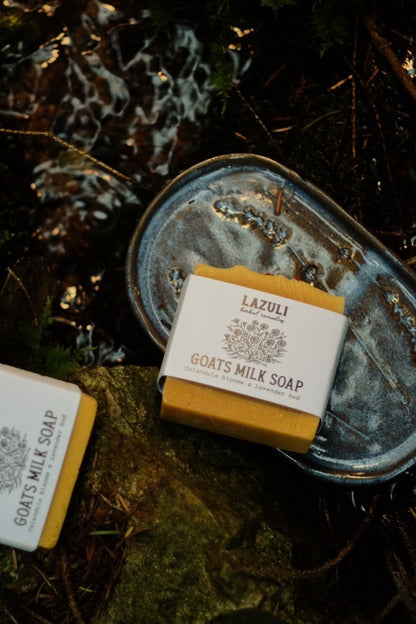 LAZULI
herbal remedies
GOATS MILK SOAP
Calendula blooms & lavender bud
GOATS MILK SOAP
Calendula blooms & lavender bud